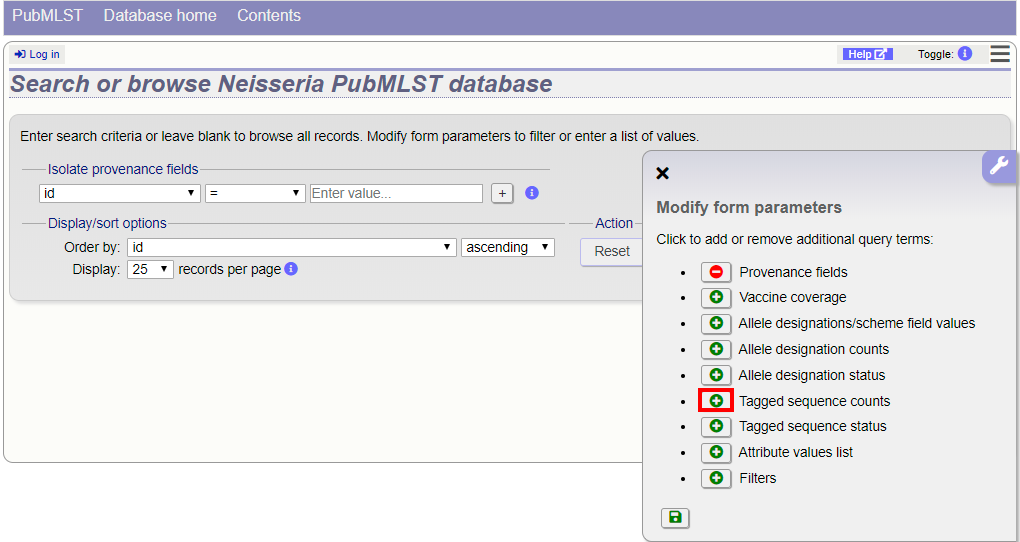 PubMLST Database home Contents
Log in Help Toggle:
Search or browse Neisseria PubMLST database
Enter search criteria or leave blank to browse all records. Modify form parameters to filter or enter a list of values.
Isolate provenance fields
id = Enter value... +
Display/sort options Action
Order by: id ascending Reset
Display: 25 records per page
Modify form parameters
Click to add or remove additional query terms:
Provenance fields
Vaccine coverage
Allele designations/scheme field values
Allele designation counts
Allele designation status
Tagged sequence counts
Tagged sequence status
Attribute values list
Filters